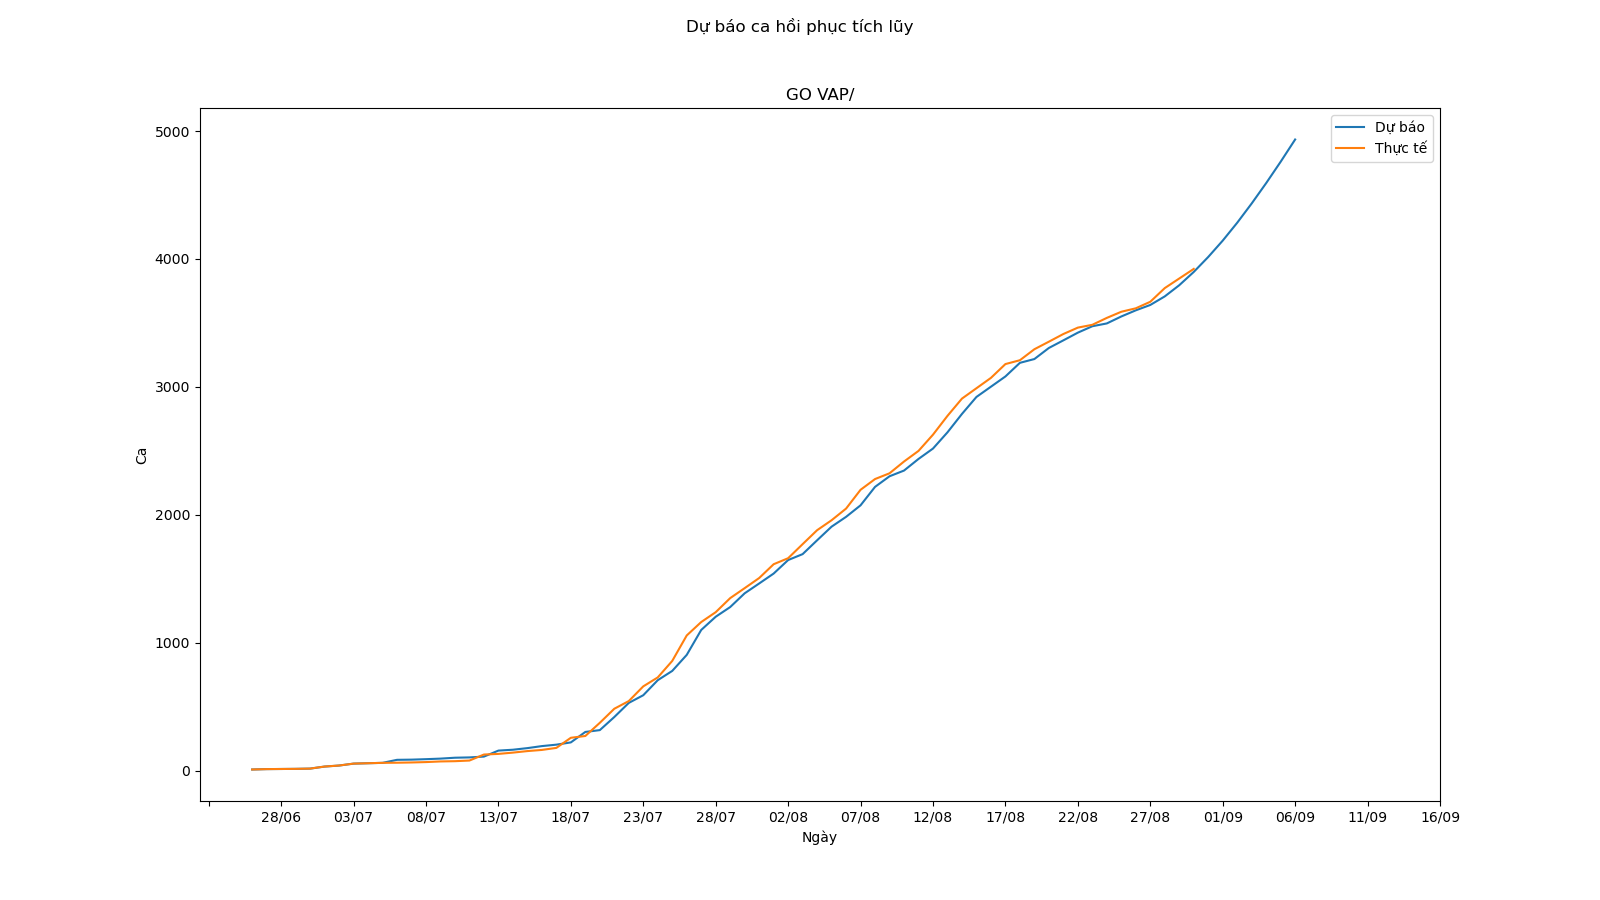 Dự báo ca hồi phục tích lũy
GO VAP/
Dự báo
Thực tế
5000
4000
3000
2000
1000
0
Ca
28/06 03/07 08/07 13/07 18/07 23/07 28/07 02/08 07/08 12/08 17/08 22/08 27/08 01/09 06/09 11/09 16/09
Ngày